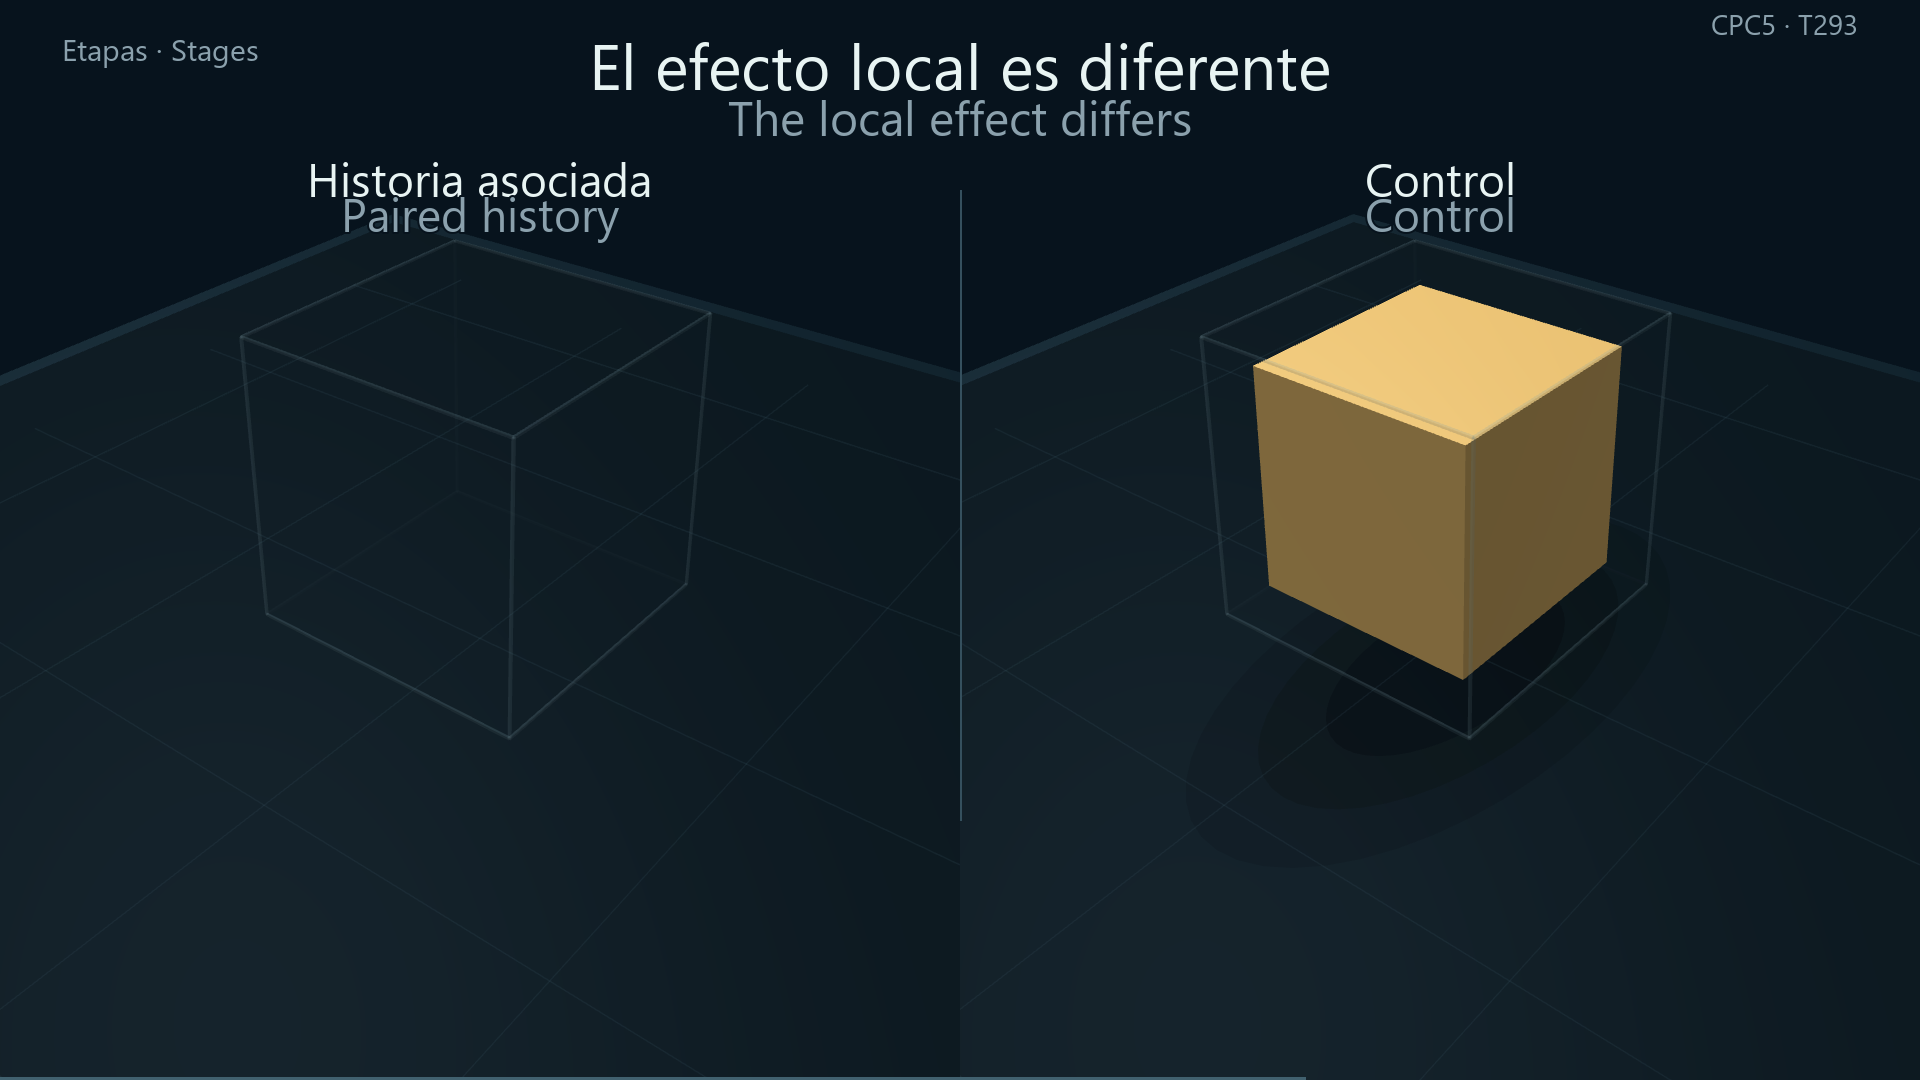 Etapas · Stages
CPC5 · T293
El efecto local es diferente
The local effect differs
Historia asociada
Paired history
Control
Control